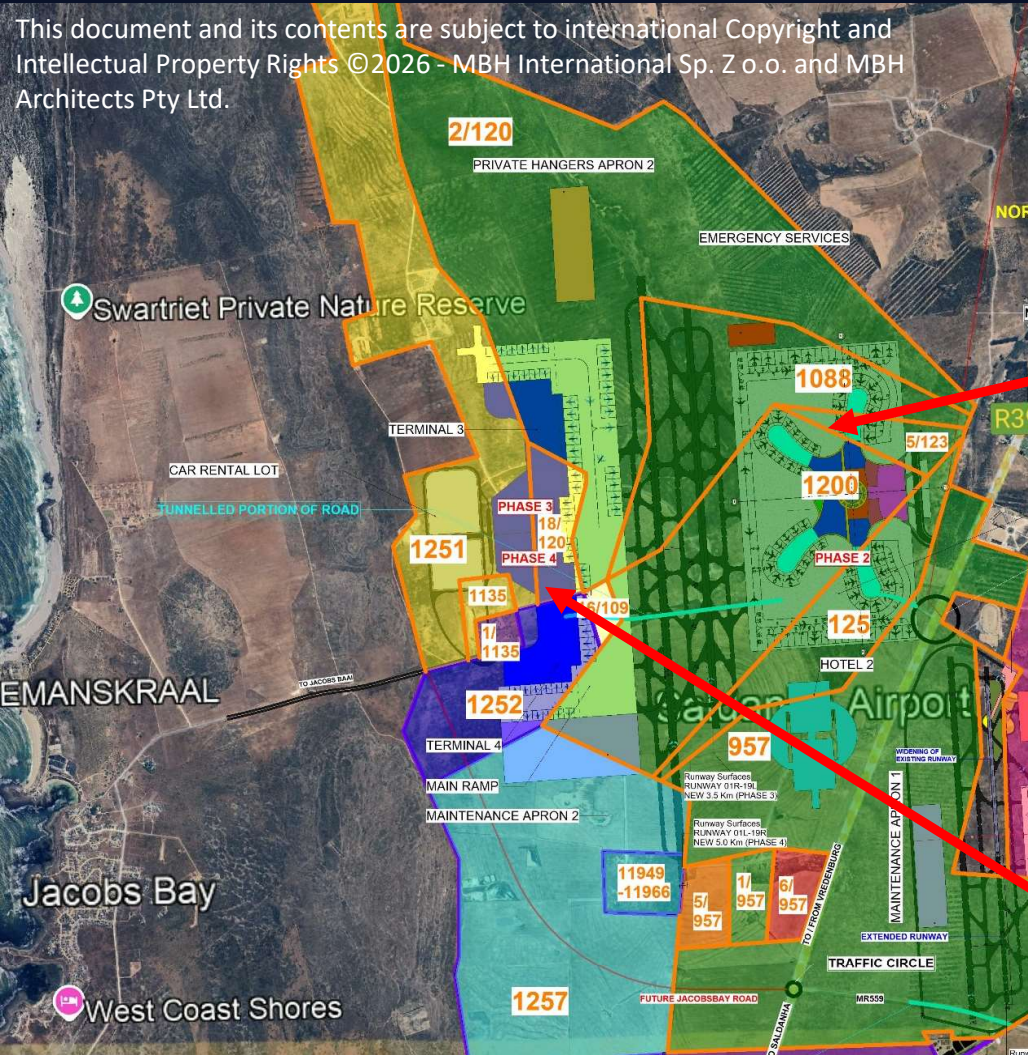 This document and its contents are subject to international Copyright and
Intellectual Property Rights ©2026 - MBH International Sp. Z o.o. and MBH
Architects Pty Ltd.
2/120
PRIVATE HANGERS APRON 2
EMERGENCY SERVICES
Swartriet Private Nature Reserve
1088
R3
TERMINAL 3
5/123
CAR RENTAL LOT
1200
TUNNELLED PORTION OF ROAD
PHASE 3
18/
120
1251
PHASE 4
PHASE 2
1135
6/109
125
1/
1135
HOTEL 2
TO JACOBS BAAI
EMANSKRAAL
1252
Airport
TERMINAL 4
957
WIDENING OF
EXISTING RUNWAY
MAIN RAMP
Runway Surfaces
RUNWAY 01R-19L
NEW 3.5 Km (PHASE 3)
MAINTENANCE APRON 2
Runway Surfaces
RUNWAY 01L-19R
NEW 5.0 Km (PHASE 4)
MAINTENANCE APRON 1
TO / FROM VREDENBURG
11949
-11966
5/
957
1/
957
6/
957
Jacobs Bay
EXTENDED RUNWAY
TRAFFIC CIRCLE
1257
FUTURE JACOBSBAY ROAD
MR559
West Coast Shores
SALDANHA